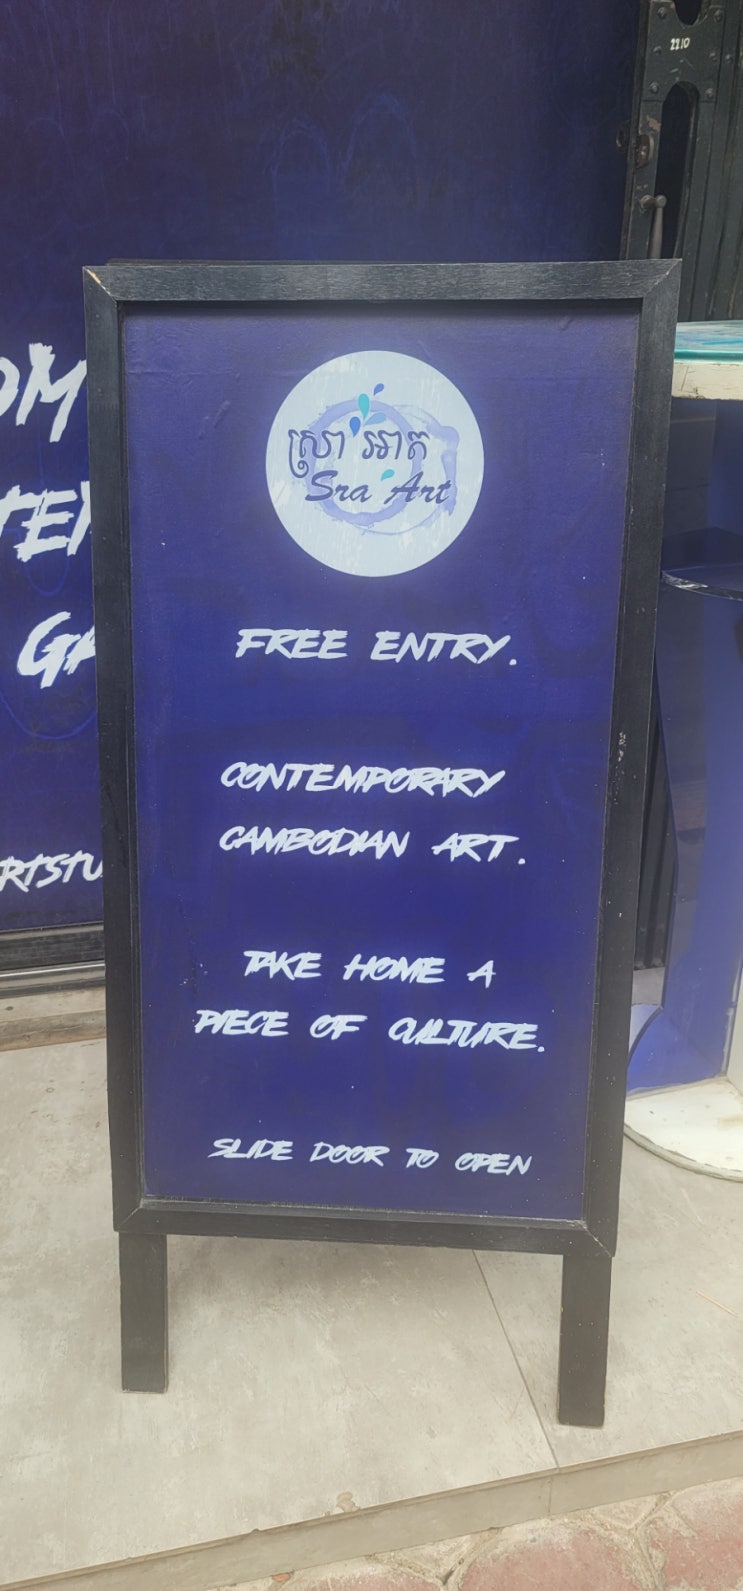 2210
ស្រា អាត
Sra Art
FREE ENTRY.
CONTEMPORARY
CAMBODIAN ART.
TAKE HOME A
PIECE OF CULTURE.
SLIDE DOOR TO OPEN